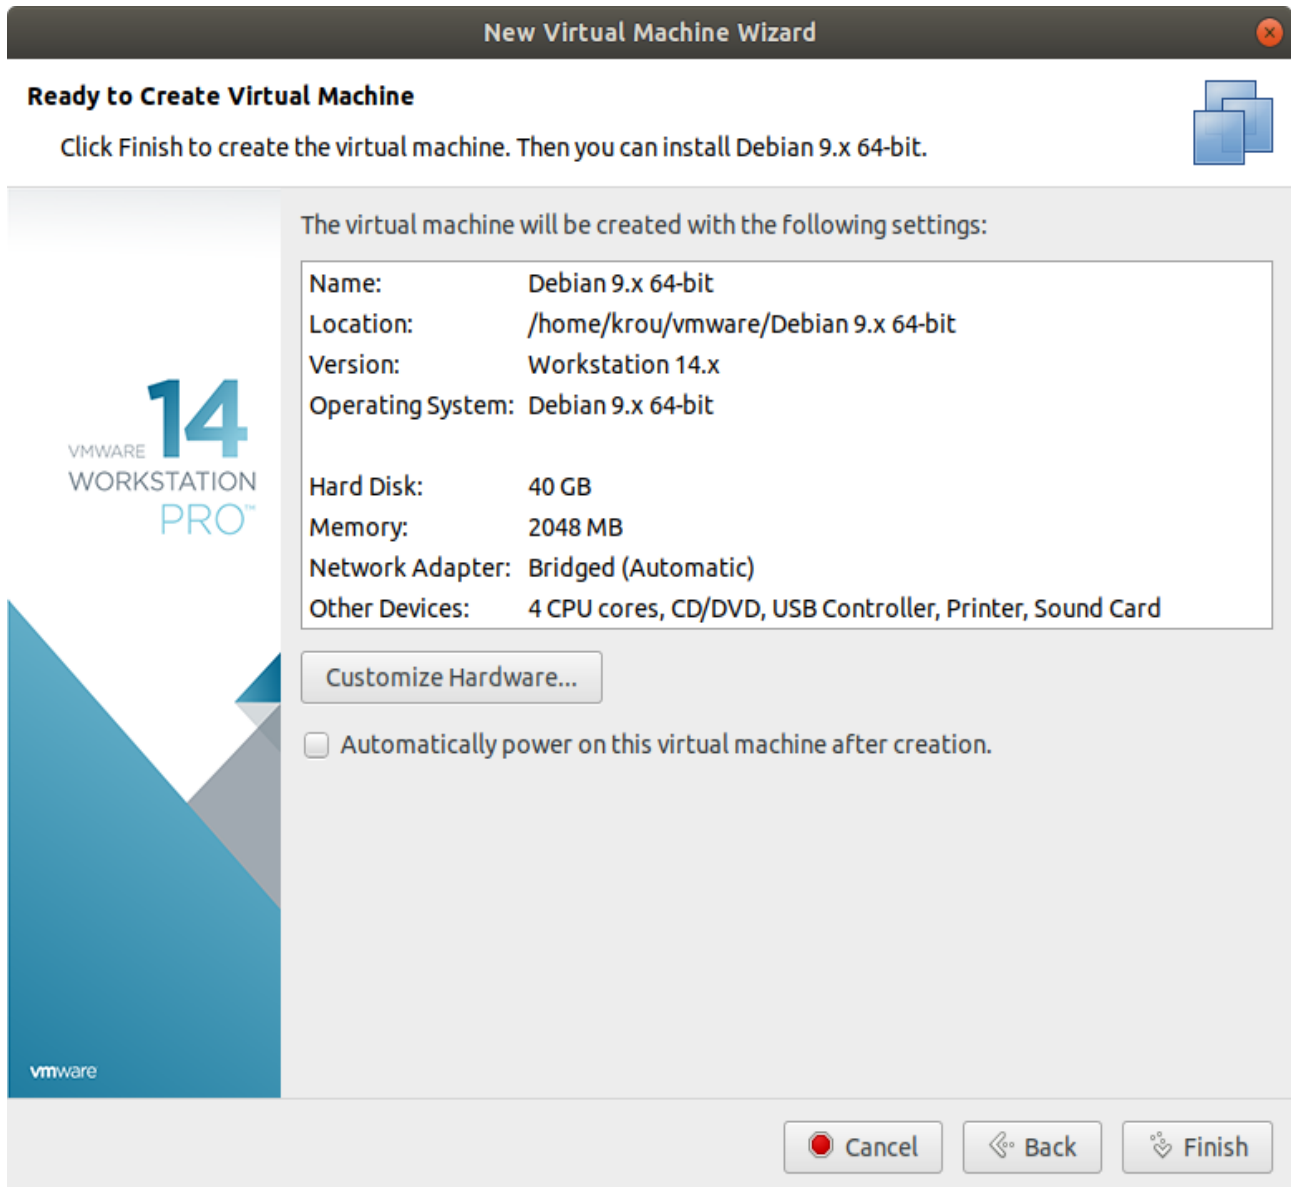 New Virtual Machine Wizard
Ready to Create Virtual Machine
Click Finish to create the virtual machine. Then you can install Debian 9.x 64-bit.
The virtual machine will be created with the following settings:
Name: Debian 9.x 64-bit
Location: /home/krou/vmware/Debian 9.x 64-bit
Version: Workstation 14.x
Operating System: Debian 9.x 64-bit
Hard Disk: 40 GB
Memory: 2048 MB
Network Adapter: Bridged (Automatic)
Other Devices: 4 CPU cores, CD/DVD, USB Controller, Printer, Sound Card
VMWARE 14
WORKSTATION
PRO™
Customize Hardware...
Automatically power on this virtual machine after creation.
vmware
Cancel Back Finish